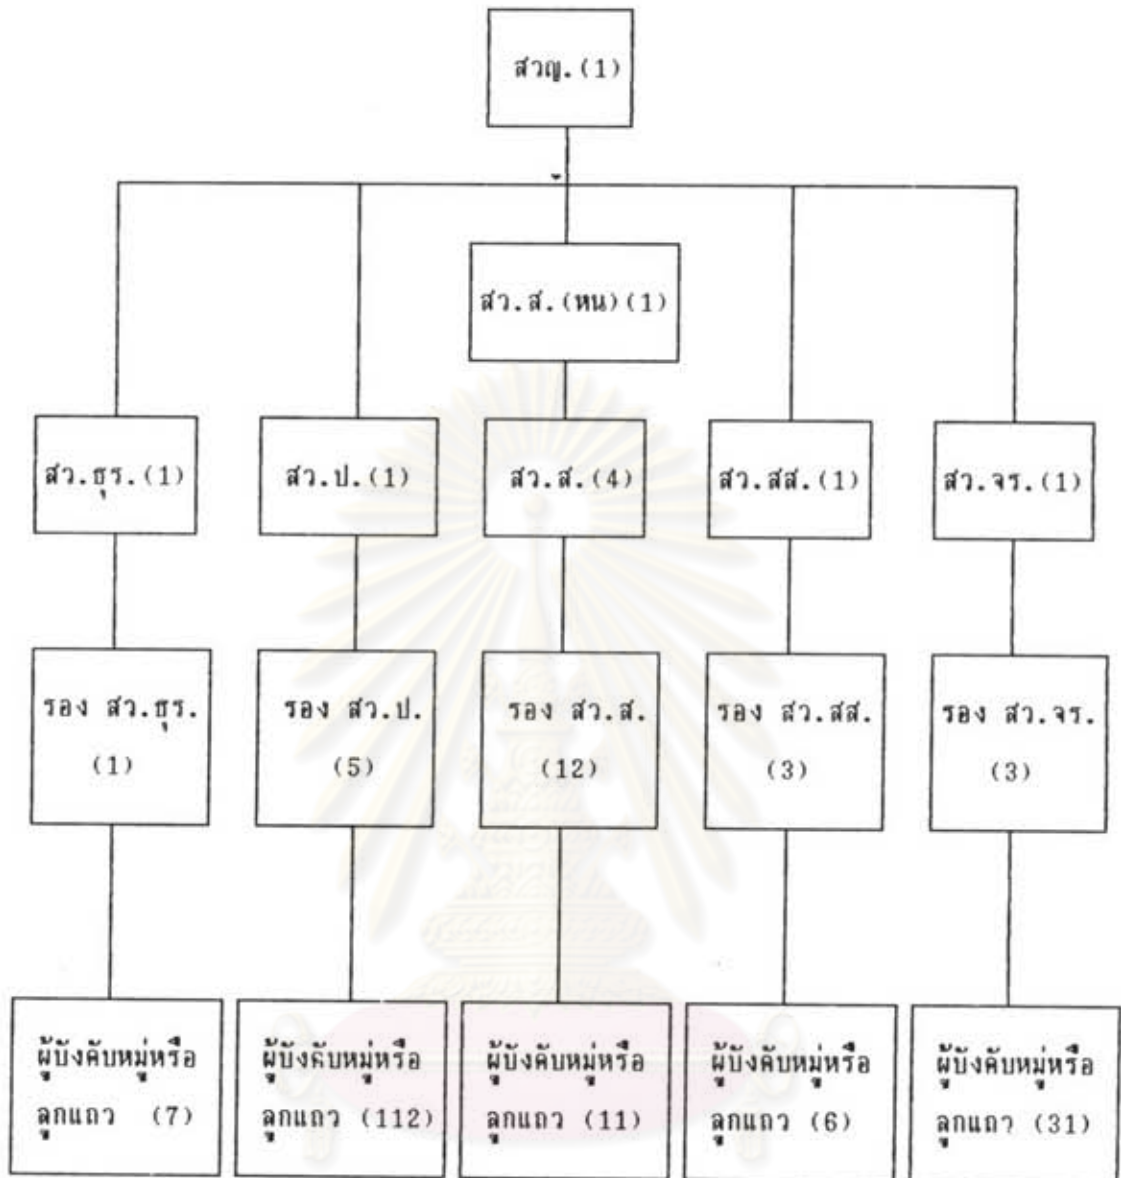 สวญ.(1)
สว.ส.(หน)(1)
สว.ธุร.(1)
สว.ป.(1)
สว.ส.(4)
สว.สส.(1)
สว.จร.(1)
รอง สว.ธุร.
(1)
รอง สว.ป.
(5)
รอง สว.ส.
(12)
รอง สว.สส.
(3)
รอง สว.จร.
(3)
ผู้บังคับหมู่หรือ
ลูกแถว (7)
ผู้บังคับหมู่หรือ
ลูกแถว (112)
ผู้บังคับหมู่หรือ
ลูกแถว (11)
ผู้บังคับหมู่หรือ
ลูกแถว (6)
ผู้บังคับหมู่หรือ
ลูกแถว (31)